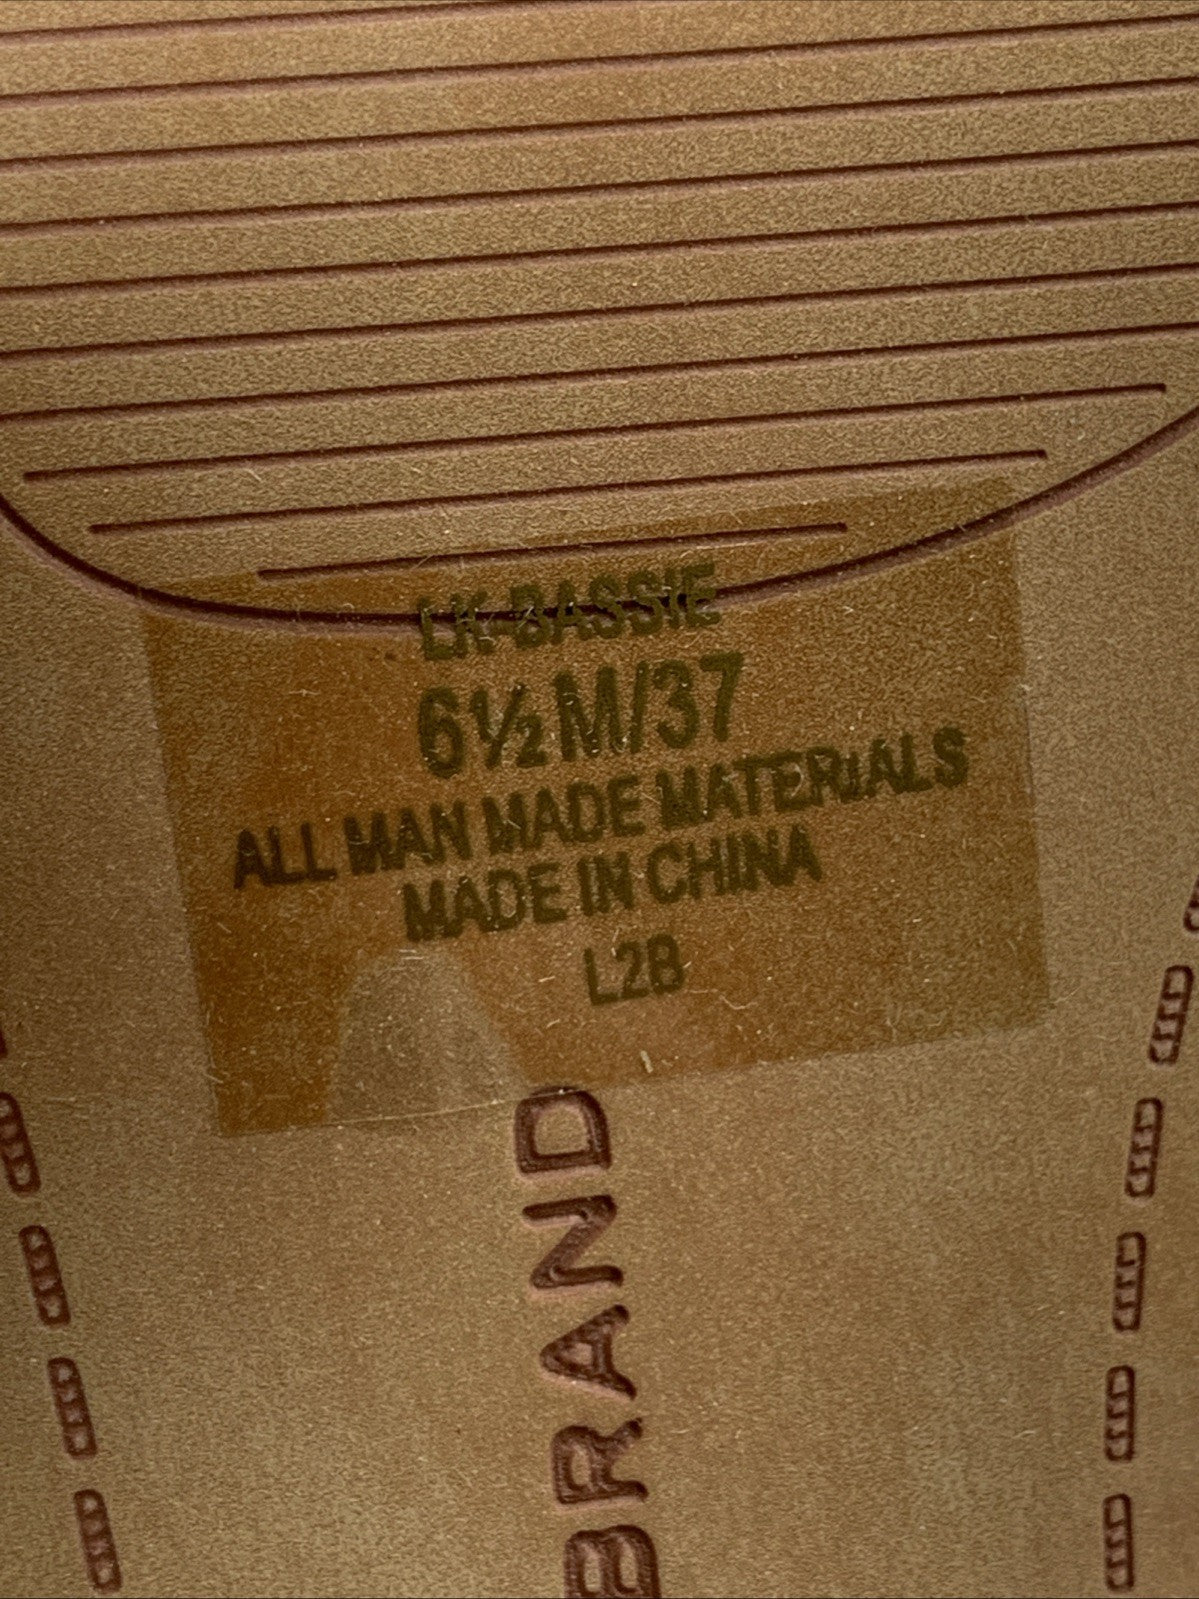 LK-BASSIE
6½ M/37
ALL MAN MADE MATERIALS
MADE IN CHINA
L2B
BRAND